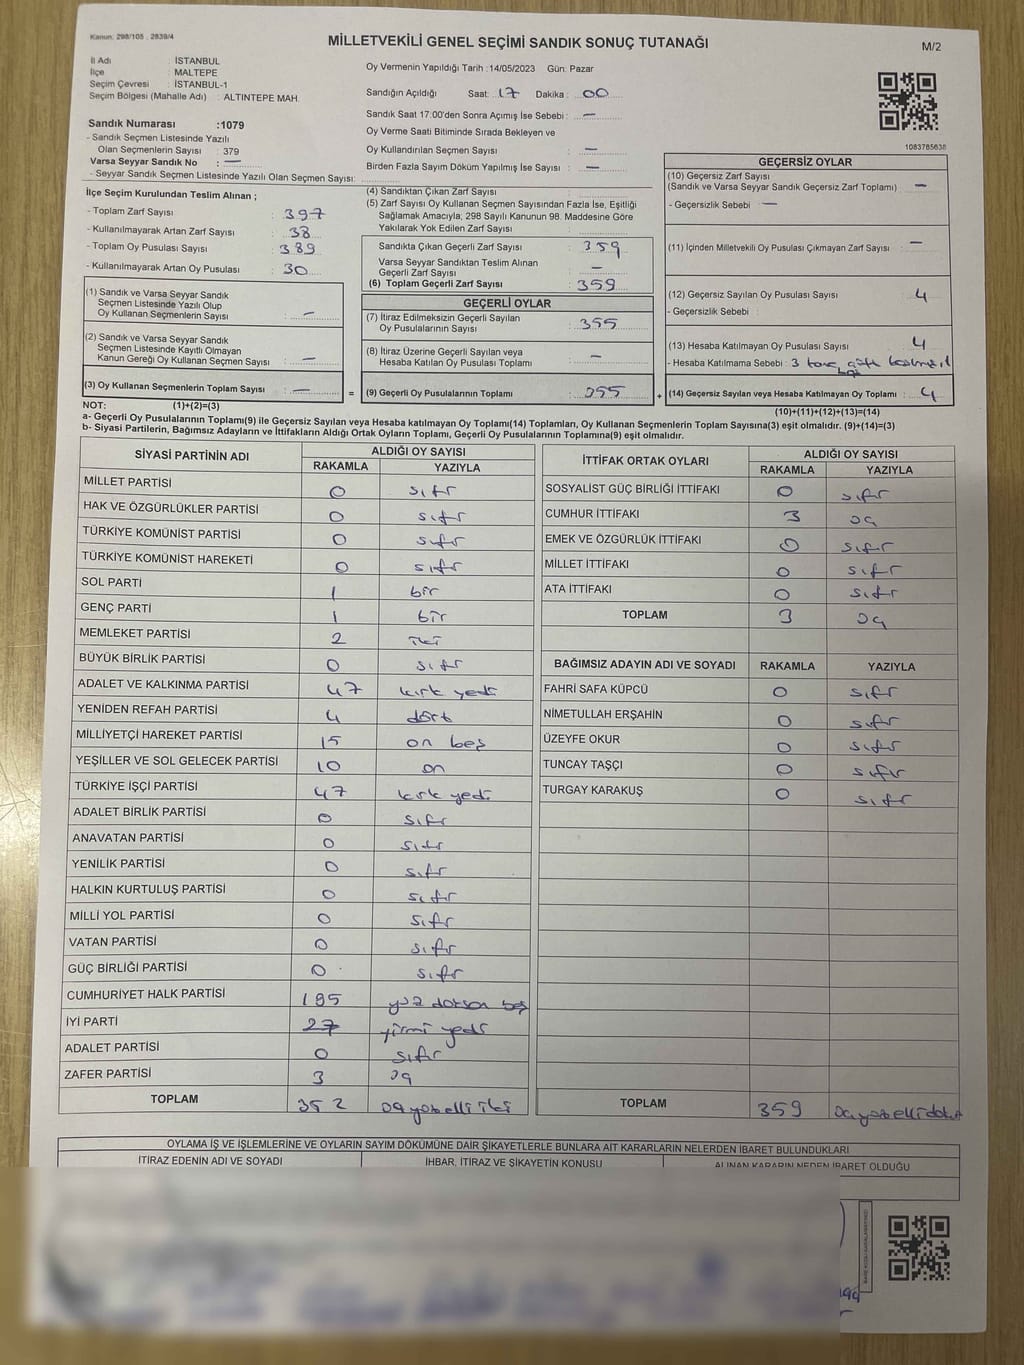 Kanun: 298/105 , 2839/4
MİLLETVEKİLİ GENEL SEÇİMİ SANDIK SONUÇ TUTANAĞI
M/2
İl Adı : İSTANBUL
İlçe : MALTEPE
Seçim Çevresi : İSTANBUL-1
Seçim Bölgesi (Mahalle Adı) : ALTINTEPE MAH.
Oy Vermenin Yapıldığı Tarih :14/05/2023 Gün: Pazar
Sandığın Açıldığı Saat: 17 Dakika : 00
Sandık Saat 17:00'den Sonra Açılmış İse Sebebi : —
Oy Verme Saati Bitiminde Sırada Bekleyen ve
Oy Kullandırılan Seçmen Sayısı : —
Birden Fazla Sayım Döküm Yapılmış İse Sayısı : —
Sandık Numarası :1079
- Sandık Seçmen Listesinde Yazılı
Olan Seçmenlerin Sayısı : 379
Varsa Seyyar Sandık No : —
- Seyyar Sandık Seçmen Listesinde Yazılı Olan Seçmen Sayısı:
1083785638
İlçe Seçim Kurulundan Teslim Alınan ;
- Toplam Zarf Sayısı : 397
- Kullanılmayarak Artan Zarf Sayısı : 38
- Toplam Oy Pusulası Sayısı : 389
- Kullanılmayarak Artan Oy Pusulası : 30
(1) Sandık ve Varsa Seyyar Sandık
Seçmen Listesinde Yazılı Olup
Oy Kullanan Seçmenlerin Sayısı : —
(2) Sandık ve Varsa Seyyar Sandık
Seçmen Listesinde Kayıtlı Olmayan
Kanun Gereği Oy Kullanan Seçmen Sayısı : —
(3) Oy Kullanan Seçmenlerin Toplam Sayısı : — =
(4) Sandıktan Çıkan Zarf Sayısı :
(5) Zarf Sayısı Oy Kullanan Seçmen Sayısından Fazla İse, Eşitliği
Sağlamak Amacıyla; 298 Sayılı Kanunun 98. Maddesine Göre
Yakılarak Yok Edilen Zarf Sayısı :
Sandıkta Çıkan Geçerli Zarf Sayısı : 359
Varsa Seyyar Sandıktan Teslim Alınan
Geçerli Zarf Sayısı : —
(6) Toplam Geçerli Zarf Sayısı : 359
GEÇERLİ OYLAR
(7) İtiraz Edilmeksizin Geçerli Sayılan
Oy Pusulalarının Sayısı : 355
(8) İtiraz Üzerine Geçerli Sayılan veya
Hesaba Katılan Oy Pusulası Toplamı : —
(9) Geçerli Oy Pusulalarının Toplamı : 355 +
GEÇERSİZ OYLAR
(10) Geçersiz Zarf Sayısı
(Sandık ve Varsa Seyyar Sandık Geçersiz Zarf Toplamı) : —
- Geçersizlik Sebebi : —
(11) İçinden Milletvekili Oy Pusulası Çıkmayan Zarf Sayısı : —
(12) Geçersiz Sayılan Oy Pusulası Sayısı : 4
- Geçersizlik Sebebi :
(13) Hesaba Katılmayan Oy Pusulası Sayısı : 4
- Hesaba Katılmama Sebebi : 3
(14) Geçersiz Sayılan veya Hesaba Katılmayan Oy Toplamı : 4
NOT: (1)+(2)=(3)
(10)+(11)+(12)+(13)=(14)
a- Geçerli Oy Pusulalarının Toplamı(9) ile Geçersiz Sayılan veya Hesaba katılmayan Oy Toplamı(14) Toplamları, Oy Kullanan Seçmenlerin Toplam Sayısına(3) eşit olmalıdır. (9)+(14)=(3)
b- Siyasi Partilerin, Bağımsız Adayların ve İttifakların Aldığı Ortak Oyların Toplamı, Geçerli Oy Pusulalarının Toplamına(9) eşit olmalıdır.
SİYASİ PARTİNİN ADI ALDIĞI OY SAYISI
RAKAMLA YAZIYLA
MİLLET PARTİSİ 0 sıfır
HAK VE ÖZGÜRLÜKLER PARTİSİ 0 sıfır
TÜRKİYE KOMÜNİST PARTİSİ 0 sıfır
TÜRKİYE KOMÜNİST HAREKETİ 0 sıfır
SOL PARTİ 1 bir
GENÇ PARTİ 1 bir
MEMLEKET PARTİSİ 2 iki
BÜYÜK BİRLİK PARTİSİ 0 sıfır
ADALET VE KALKINMA PARTİSİ 47 kırk yedi
YENİDEN REFAH PARTİSİ 4 dört
MİLLİYETÇİ HAREKET PARTİSİ 15 on beş
YEŞİLLER VE SOL GELECEK PARTİSİ 10 on
TÜRKİYE İŞÇİ PARTİSİ 47 kırk yedi
ADALET BİRLİK PARTİSİ 0 sıfır
ANAVATAN PARTİSİ 0 sıfır
YENİLİK PARTİSİ 0 sıfır
HALKIN KURTULUŞ PARTİSİ 0 sıfır
MİLLİ YOL PARTİSİ 0 sıfır
VATAN PARTİSİ 0 sıfır
GÜÇ BİRLİĞİ PARTİSİ 0 sıfır
CUMHURİYET HALK PARTİSİ 195 yüz doksan beş
İYİ PARTİ 27 yirmi yedi
ADALET PARTİSİ 0 sıfır
ZAFER PARTİSİ 3 üç
TOPLAM 352 üç yüz elli iki
İTTİFAK ORTAK OYLARI ALDIĞI OY SAYISI
RAKAMLA YAZIYLA
SOSYALİST GÜÇ BİRLİĞİ İTTİFAKI 0 sıfır
CUMHUR İTTİFAKI 3 üç
EMEK VE ÖZGÜRLÜK İTTİFAKI 0 sıfır
MİLLET İTTİFAKI 0 sıfır
ATA İTTİFAKI 0 sıfır
TOPLAM 3 üç
BAĞIMSIZ ADAYIN ADI VE SOYADI RAKAMLA YAZIYLA
FAHRİ SAFA KÜPCÜ 0 sıfır
NİMETULLAH ERŞAHİN 0 sıfır
ÜZEYFE OKUR 0 sıfır
TUNCAY TAŞÇI 0 sıfır
TURGAY KARAKUŞ 0 sıfır
TOPLAM 359 üç yüz elli dokuz
OYLAMA İŞ VE İŞLEMLERİNE VE OYLARIN SAYIM DÖKÜMÜNE DAİR ŞİKAYETLERLE BUNLARA AİT KARARLARIN NELERDEN İBARET BULUNDUKLARI
İTİRAZ EDENİN ADI VE SOYADI İHBAR, İTİRAZ VE ŞİKAYETİN KONUSU ALINAN KARARIN NEDEN İBARET OLDUĞU